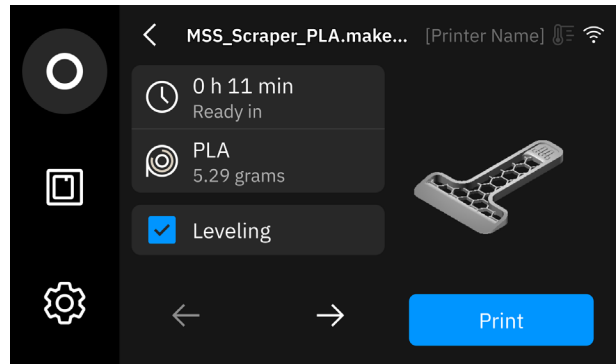 MSS_Scraper_PLA.make... [Printer Name]
0 h 11 min
Ready in
PLA
5.29 grams
Leveling
Print